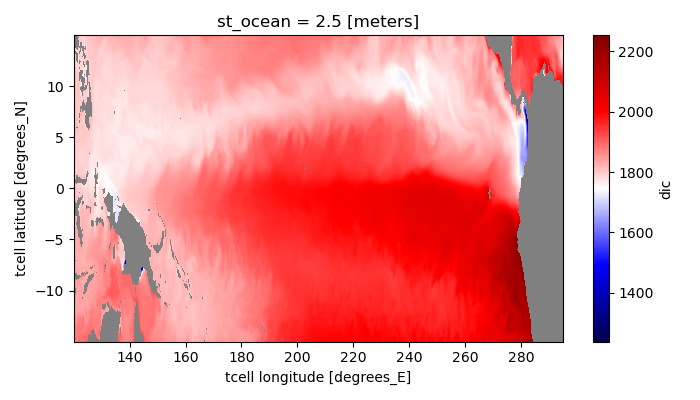 st_ocean = 2.5 [meters]
tcell latitude [degrees_N]
10
5
0
−5
−10
140 160 180 200 220 240 260 280
tcell longitude [degrees_E]
2200
2000
1800
1600
1400
dic